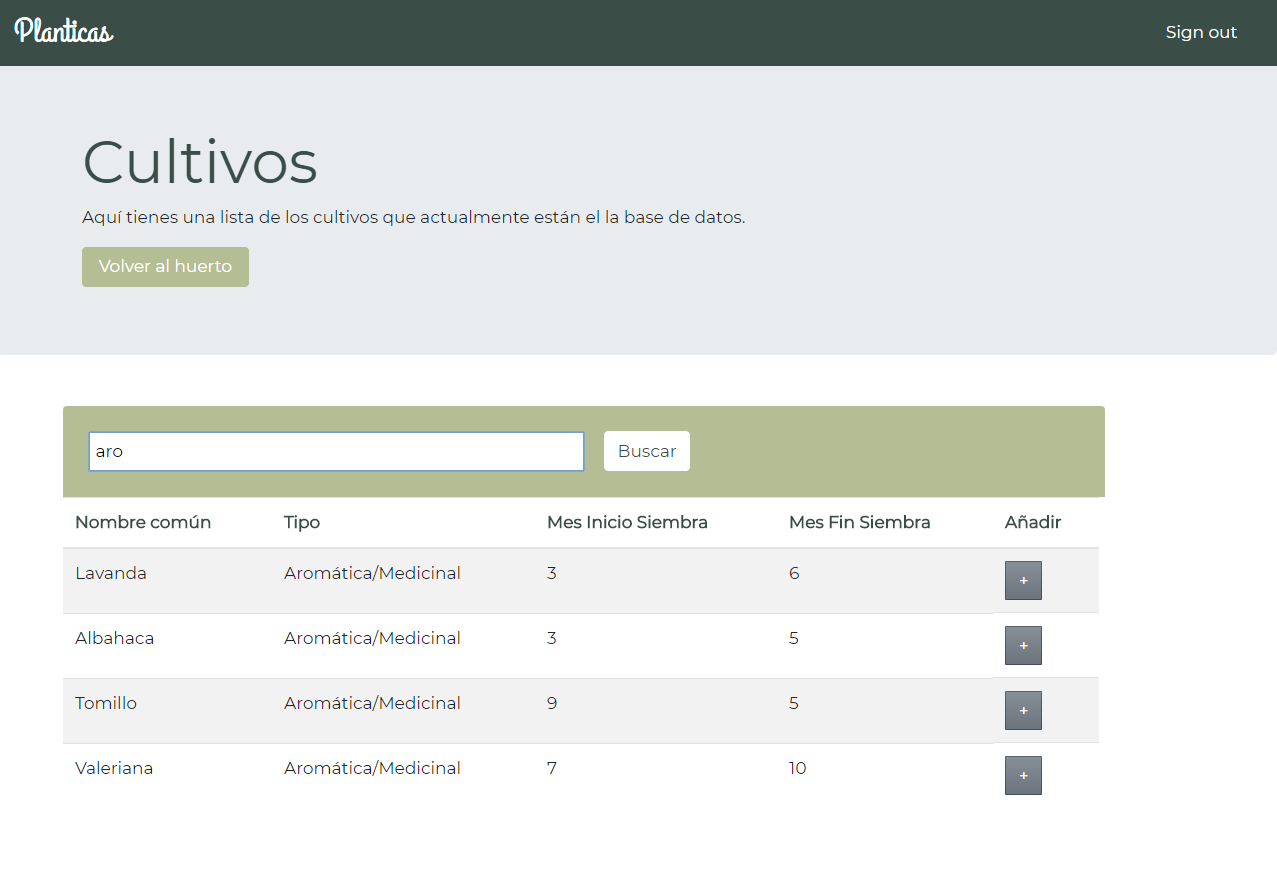 Planticas
Sign out
Cultivos
Aquí tienes una lista de los cultivos que actualmente están el la base de datos.
Volver al huerto
aro
Buscar
Nombre común Tipo Mes Inicio Siembra Mes Fin Siembra Añadir
Lavanda Aromática/Medicinal 3 6 +
Albahaca Aromática/Medicinal 3 5 +
Tomillo Aromática/Medicinal 9 5 +
Valeriana Aromática/Medicinal 7 10 +